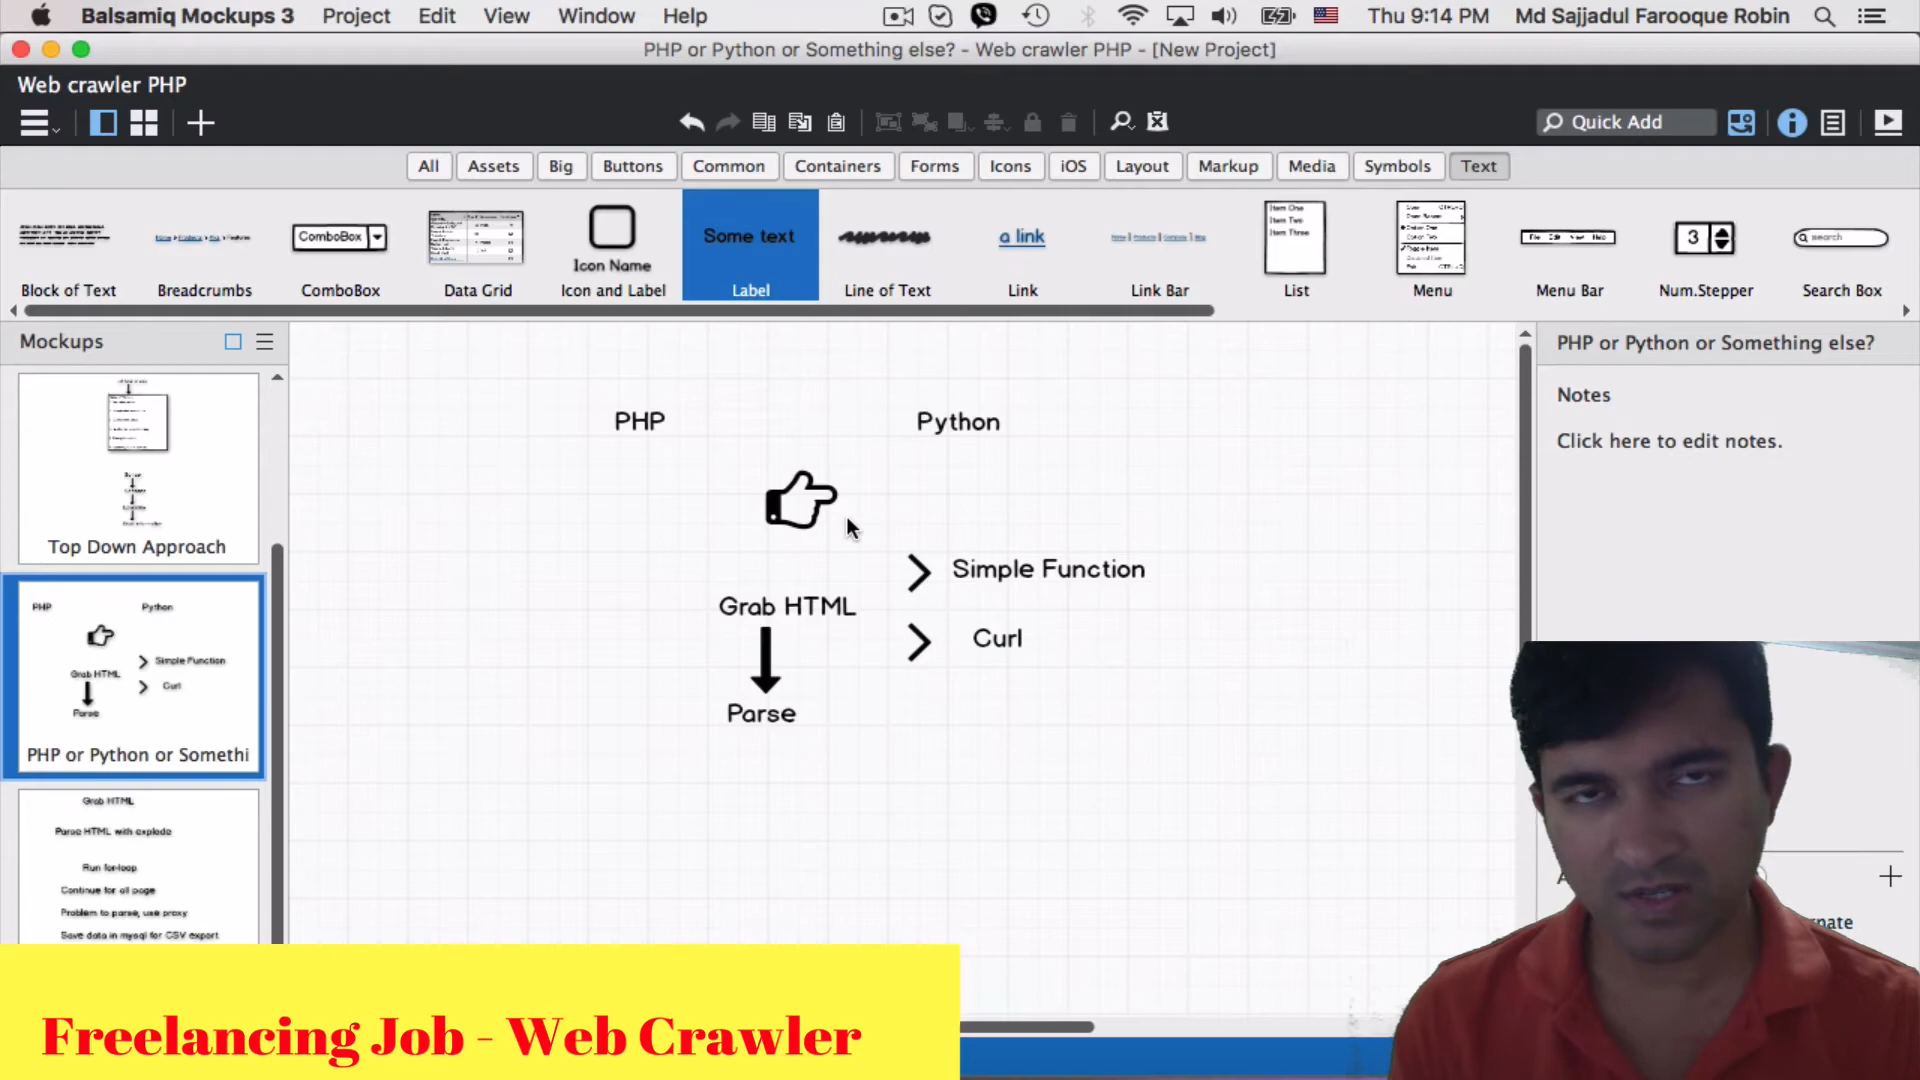 Balsamiq Mockups 3 Project Edit View Window Help Thu 9:14 PM Md Sajjadul Farooque Robin
PHP or Python or Something else? - Web crawler PHP - [New Project]
Web crawler PHP
Quick Add
All Assets Big Buttons Common Containers Forms Icons iOS Layout Markup Media Symbols Text
ComboBox
Icon Name
Some text
a link
Item One
Item Two
Item Three
3
search
Block of Text Breadcrumbs ComboBox Data Grid Icon and Label Label Line of Text Link Link Bar List Menu Menu Bar Num.Stepper Search Box
Mockups
Top Down Approach
PHP Python
Simple Function
Grab HTML
Curl
Parse
PHP or Python or Somethi
Grab HTML
Parse HTML with explode
Run for-loop
Continue for all page
Problem to parse, use proxy
Save data in mysql for CSV export
PHP Python
Simple Function
Grab HTML
Curl
Parse
PHP or Python or Something else?
Notes
Click here to edit notes.
Freelancing Job - Web Crawler